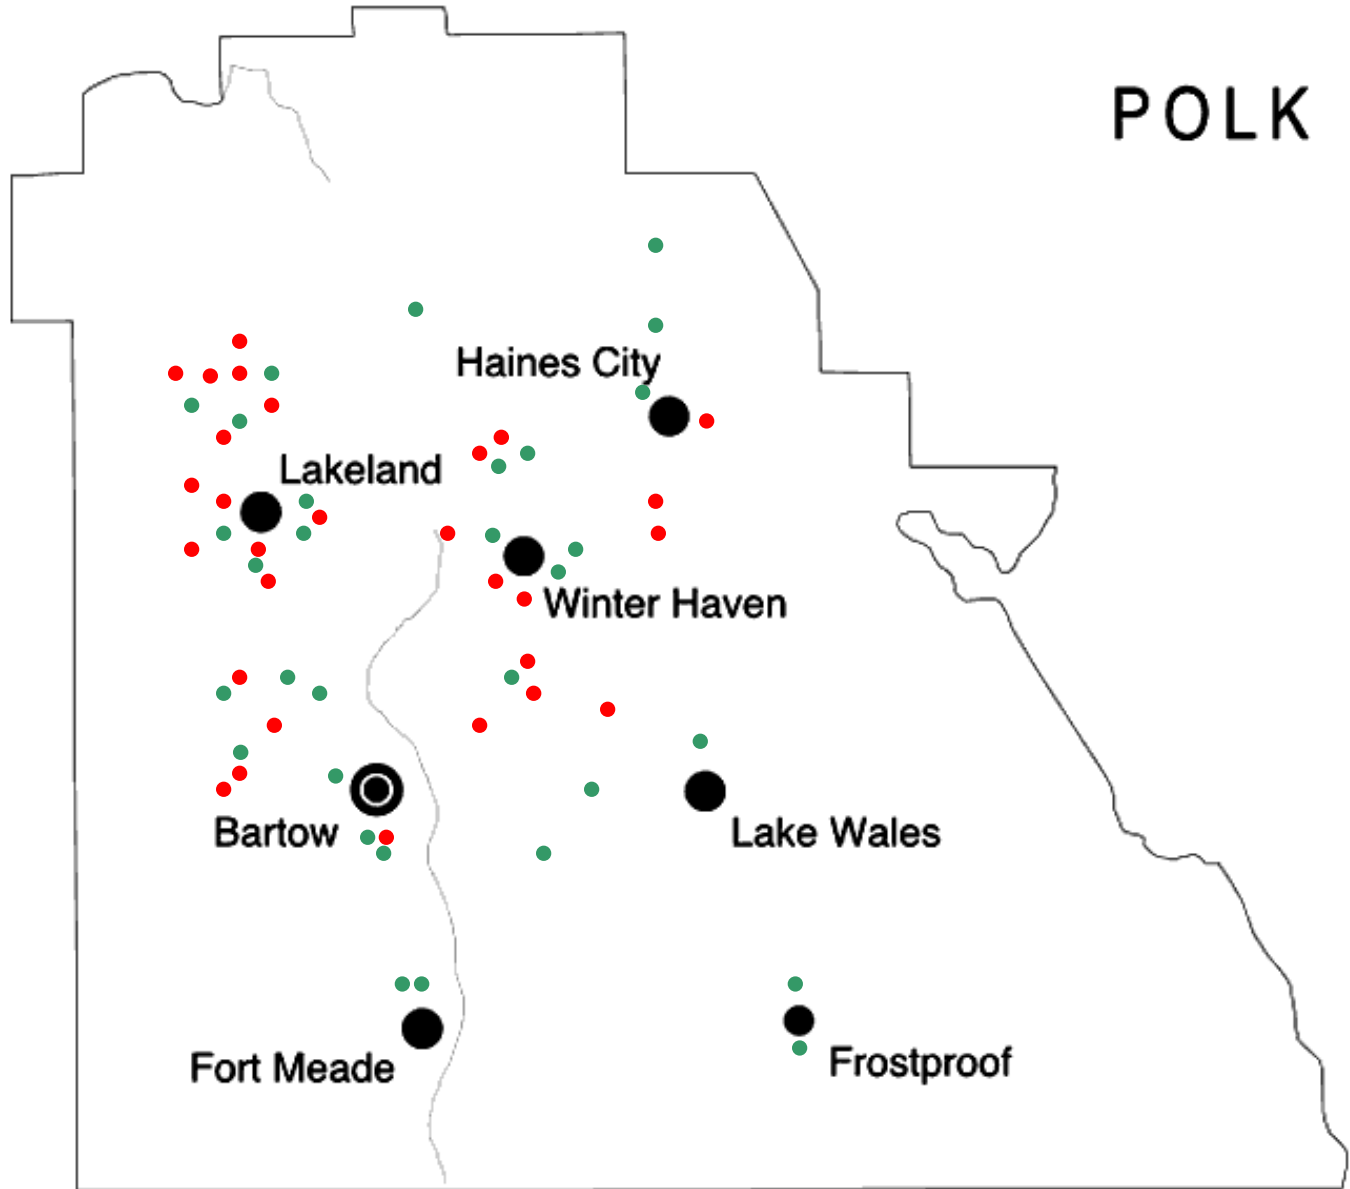 POLK
Haines City
Lakeland
Winter Haven
Bartow
Lake Wales
Fort Meade
Frostproof